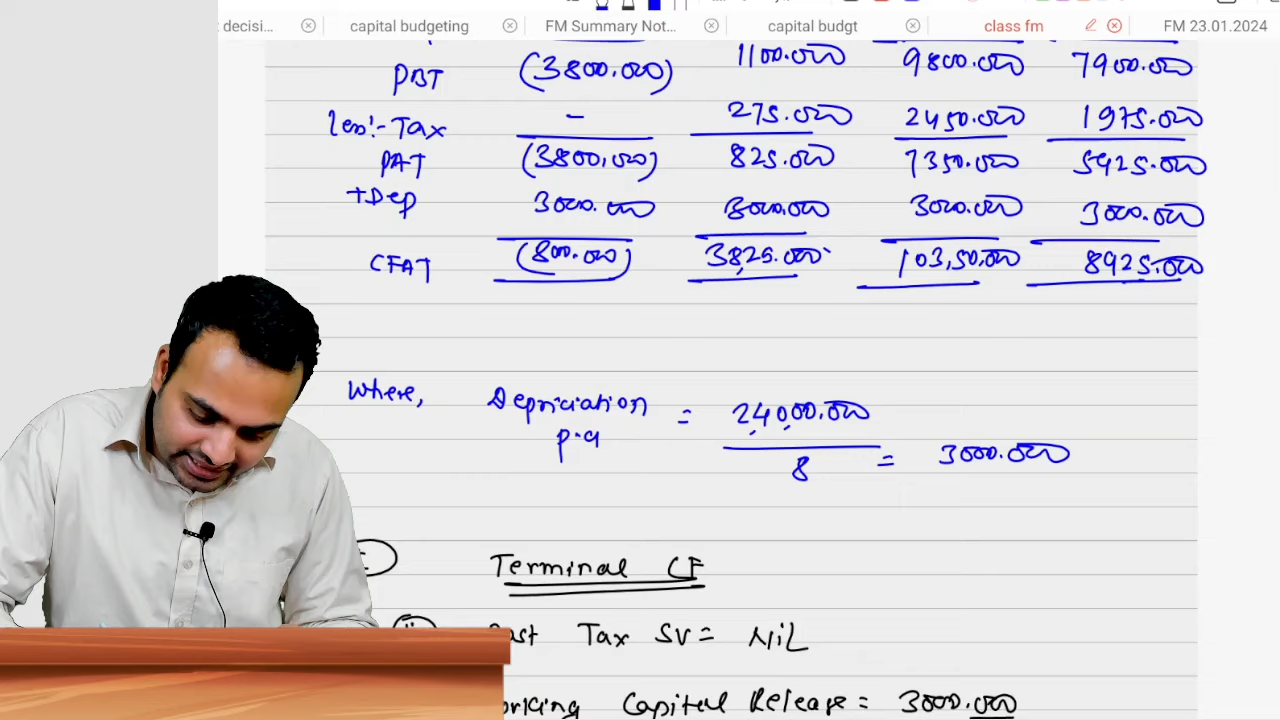 t decisi...
capital budgeting
FM Summary Not...
capital budgt
class fm
FM 23.01.2024
PBT (3800.000) 1100.000 9800.000 7900.000
Less:- Tax - 275.000 2450.000 1975.000
PAT (3800.000) 825.000 7350.000 5925.000
+Dep 3000.000 3000.000 3000.000 3000.000
CFAT (800.000) 3825.000 103,50,000 8925.000
Where, Depriciation p.a = 24000.000 / 8 = 3000.000
Terminal CF
Tax SV = NiL
Capital Release = 3000.000